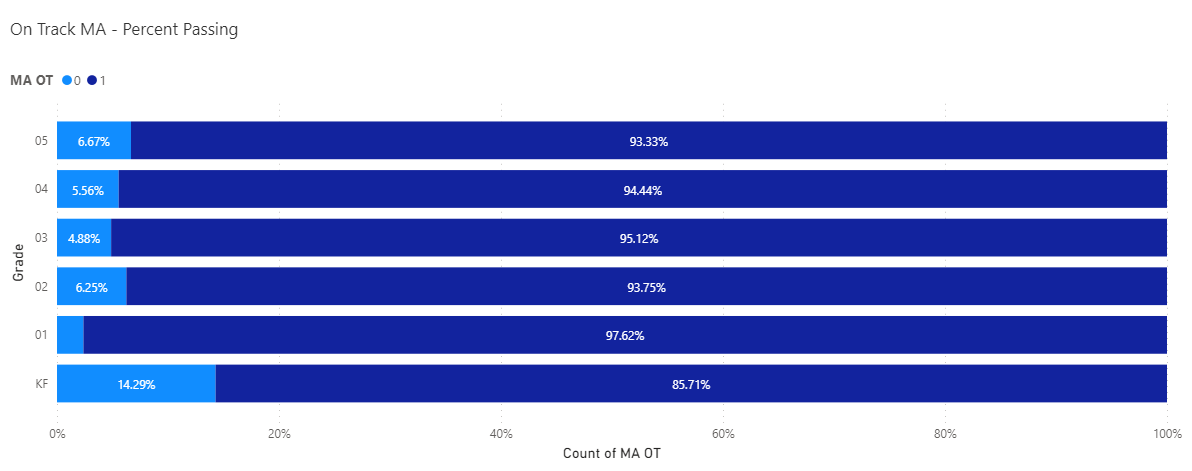 On Track MA - Percent Passing
MA OT 0 1
05 6.67% 93.33%
04 5.56% 94.44%
03 4.88% 95.12%
Grade
02 6.25% 93.75%
01 97.62%
KF 14.29% 85.71%
0% 20% 40% 60% 80% 100%
Count of MA OT